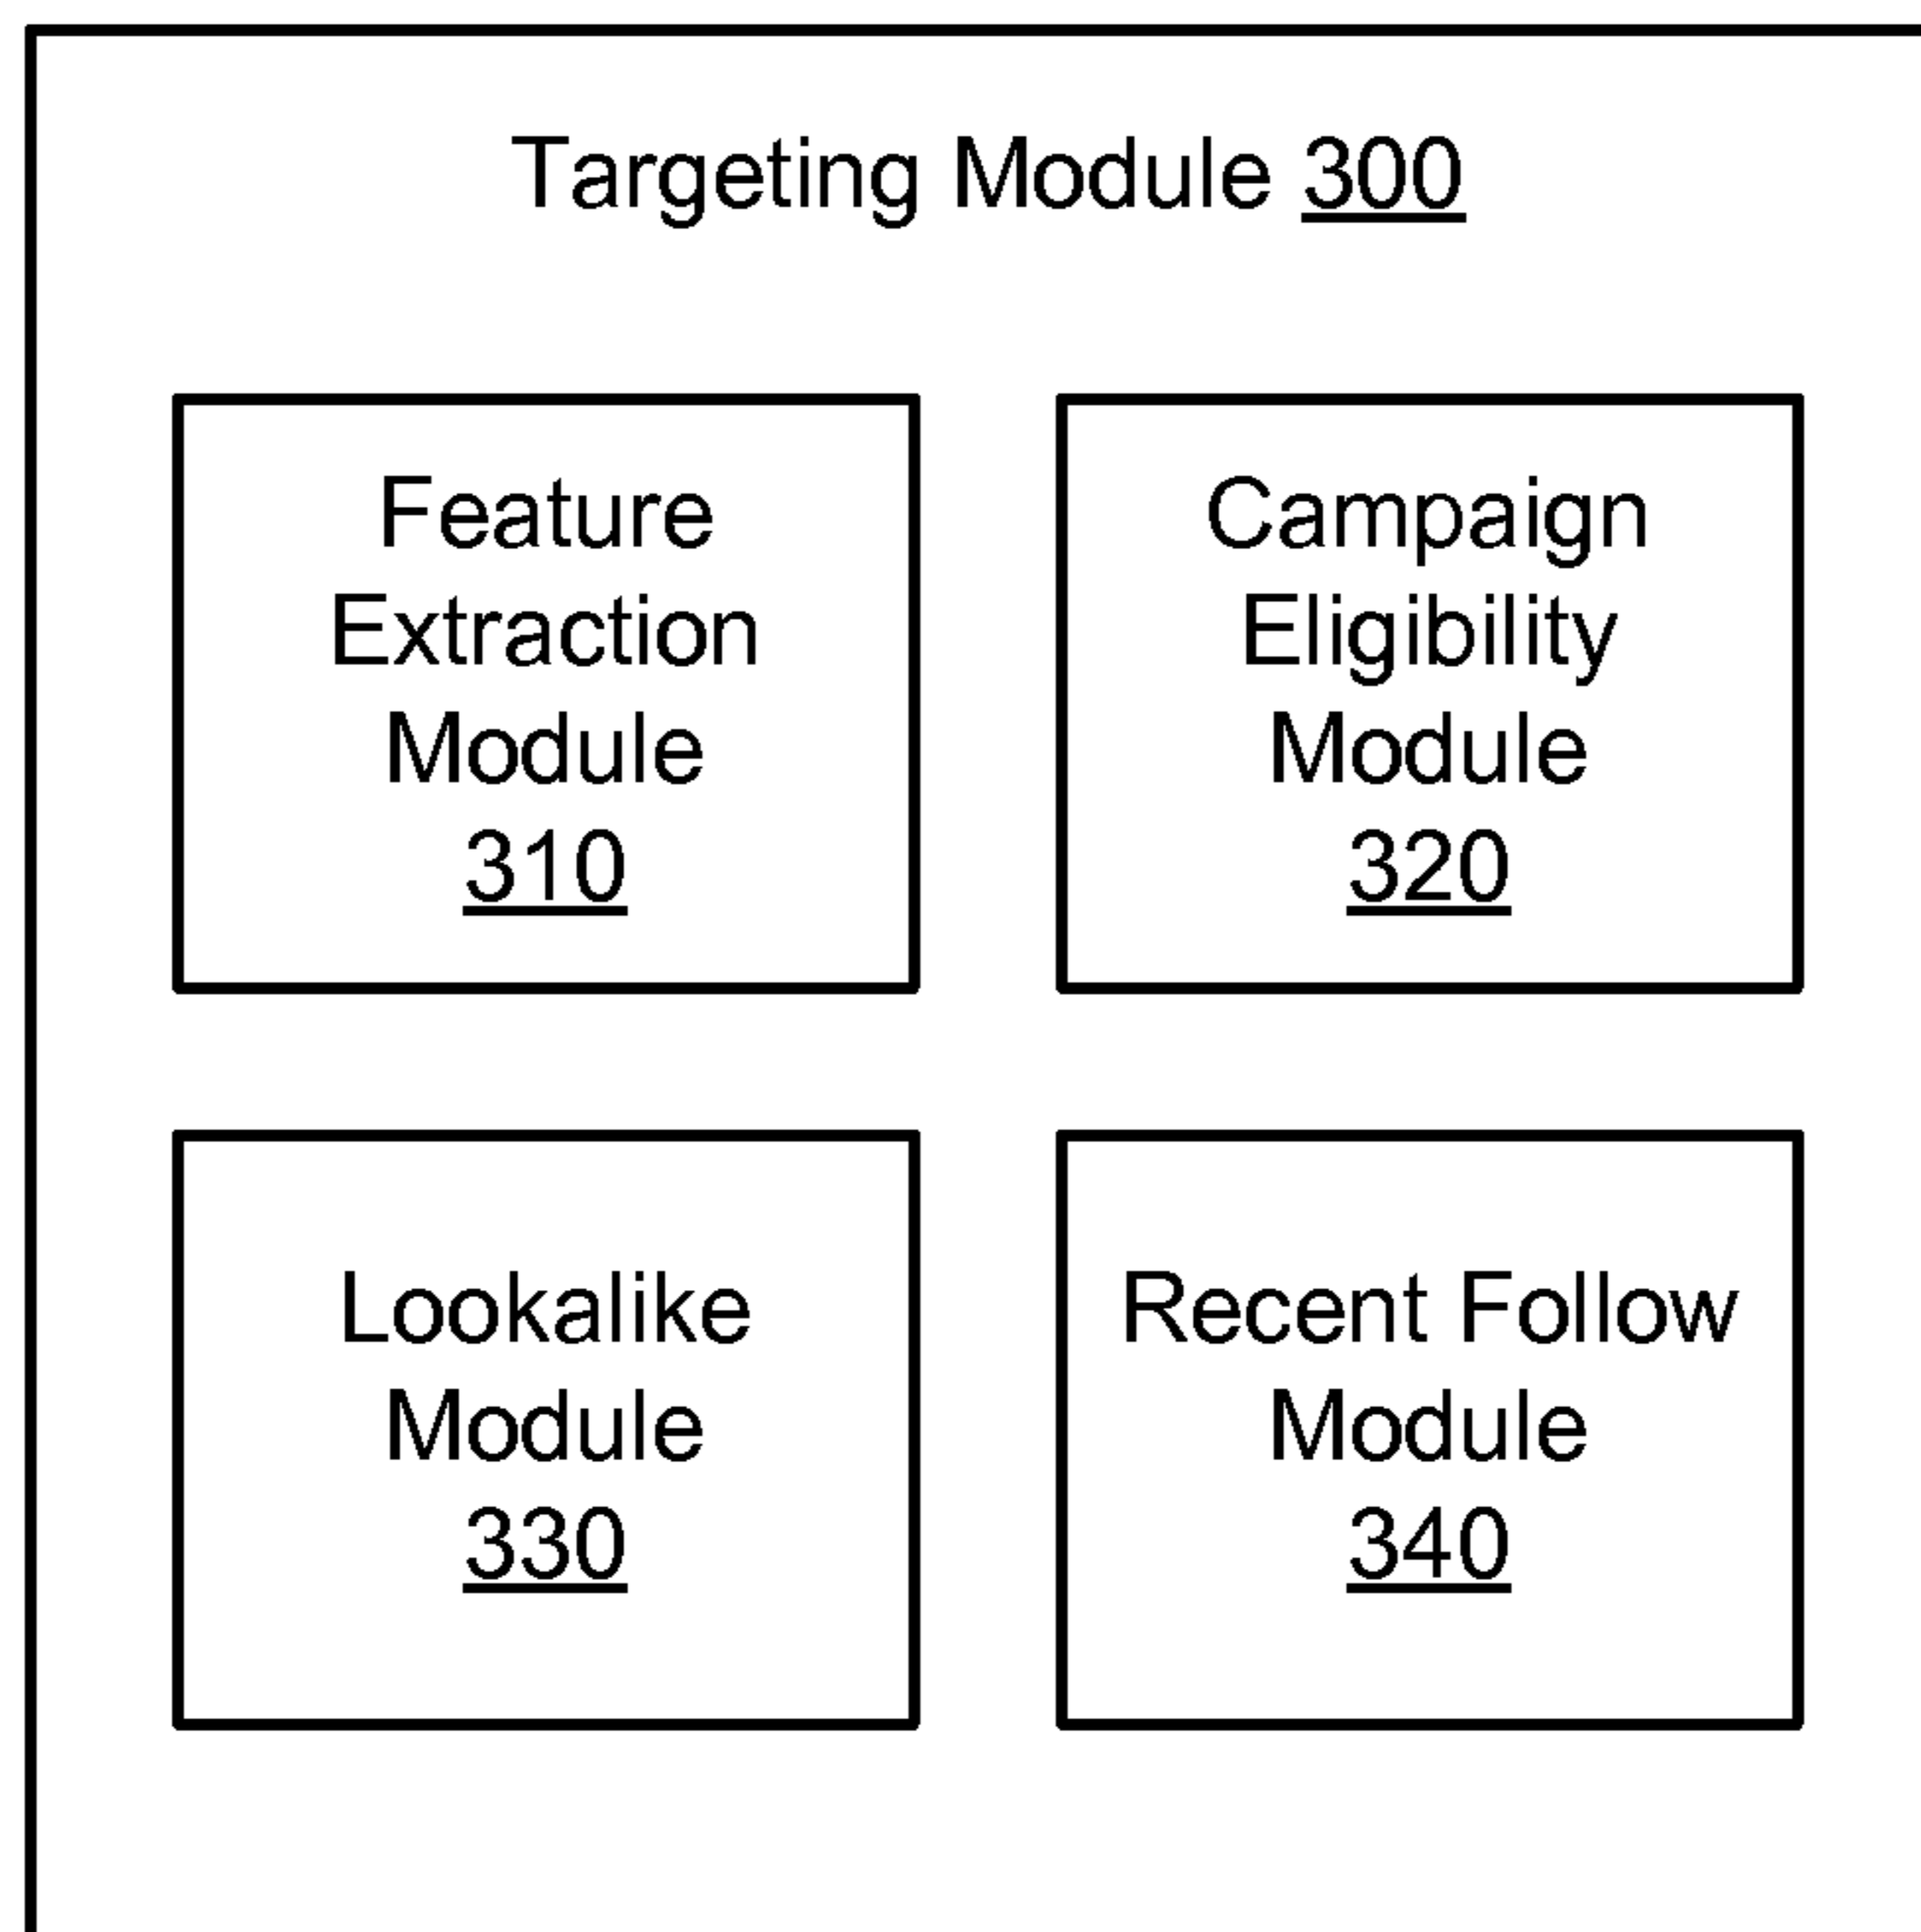 Targeting Module 300
Feature
Extraction
Module
310
Campaign
Eligibility
Module
320
Lookalike
Module
330
Recent Follow
Module
340